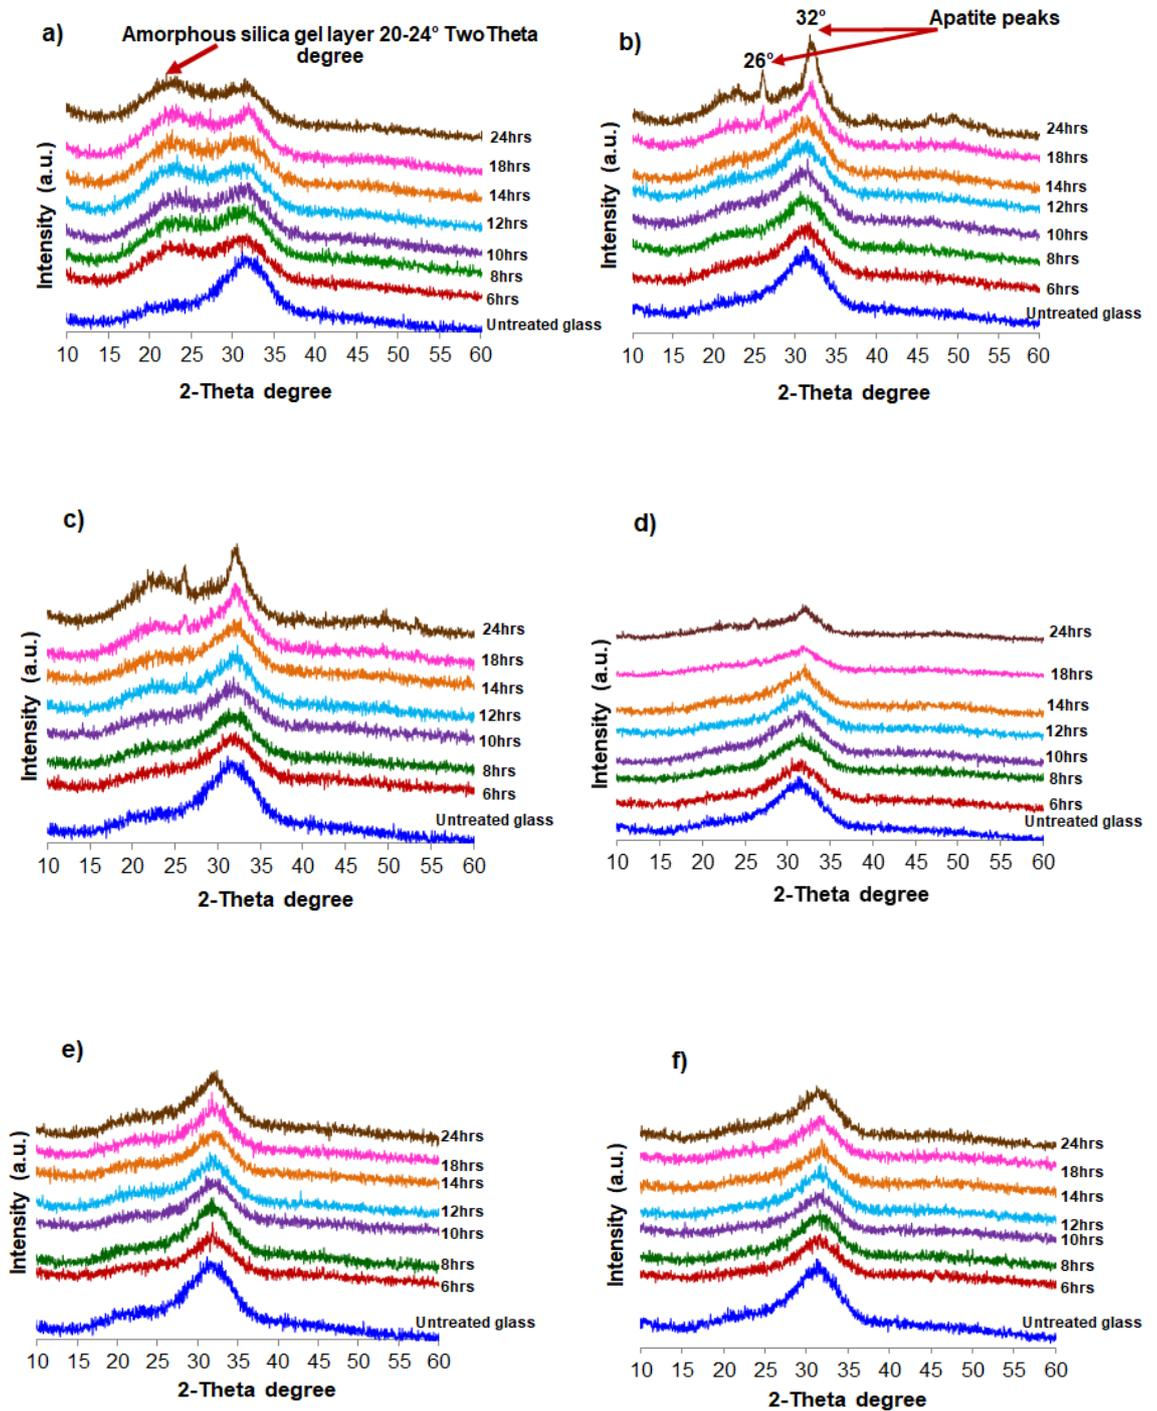 a)
Amorphous silica gel layer 20-24° Two Theta
degree
Intensity (a.u.)
24hrs
18hrs
14hrs
12hrs
10hrs
8hrs
6hrs
Untreated glass
10 15 20 25 30 35 40 45 50 55 60
2-Theta degree
b)
32°
Apatite peaks
26°
Intensity (a.u.)
24hrs
18hrs
14hrs
12hrs
10hrs
8hrs
6hrs
Untreated glass
10 15 20 25 30 35 40 45 50 55 60
2-Theta degree
c)
Intensity (a.u.)
24hrs
18hrs
14hrs
12hrs
10hrs
8hrs
6hrs
Untreated glass
10 15 20 25 30 35 40 45 50 55 60
2-Theta degree
d)
Intensity (a.u.)
24hrs
18hrs
14hrs
12hrs
10hrs
8hrs
6hrs
Untreated glass
10 15 20 25 30 35 40 45 50 55 60
2-Theta degree
e)
Intensity (a.u.)
24hrs
18hrs
14hrs
12hrs
10hrs
8hrs
6hrs
Untreated glass
10 15 20 25 30 35 40 45 50 55 60
2-Theta degree
f)
Intensity (a.u.)
24hrs
18hrs
14hrs
12hrs
10hrs
8hrs
6hrs
Untreated glass
10 15 20 25 30 35 40 45 50 55 60
2-Theta degree